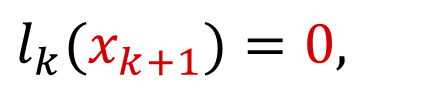 $l_k(x_{k+1}) = 0,$